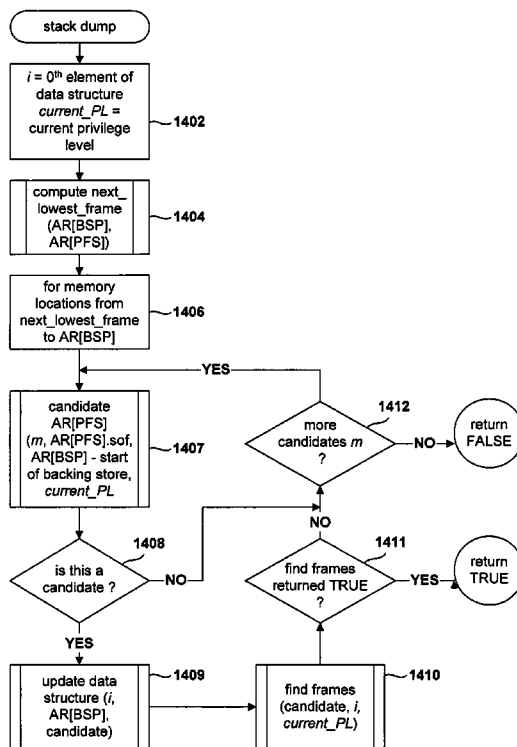 stack dump
i = 0th element of
data structure
current_PL =
current privilege
level
1402
compute next_
lowest_frame
(AR[BSP],
AR[PFS])
1404
for memory
locations from
next_lowest_frame
to AR[BSP]
1406
YES
candidate
AR[PFS]
(m, AR[PFS].sof,
AR[BSP] - start
of backing store,
current_PL
1407
more
candidates m
?
1412
NO
return
FALSE
is this a
candidate ?
1408
NO
YES
NO
find frames
returned TRUE
?
1411
YES
return
TRUE
update data
structure (i,
AR[BSP],
candidate)
1409
find frames
(candidate, i,
current_PL)
1410